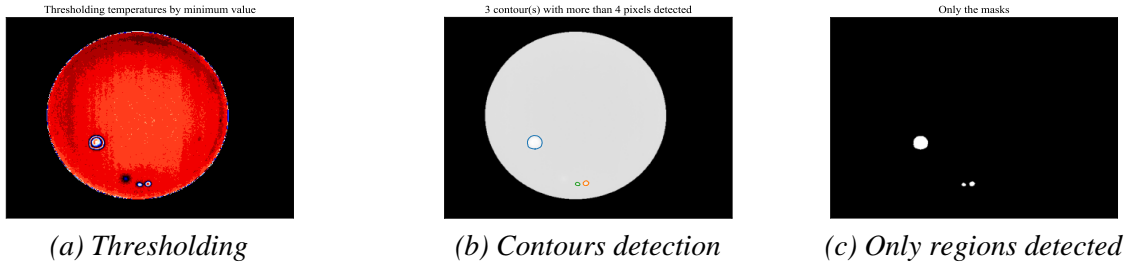 Thresholding temperatures by minimum value
3 contour(s) with more than 4 pixels detected
Only the masks
(a) Thresholding
(b) Contours detection
(c) Only regions detected